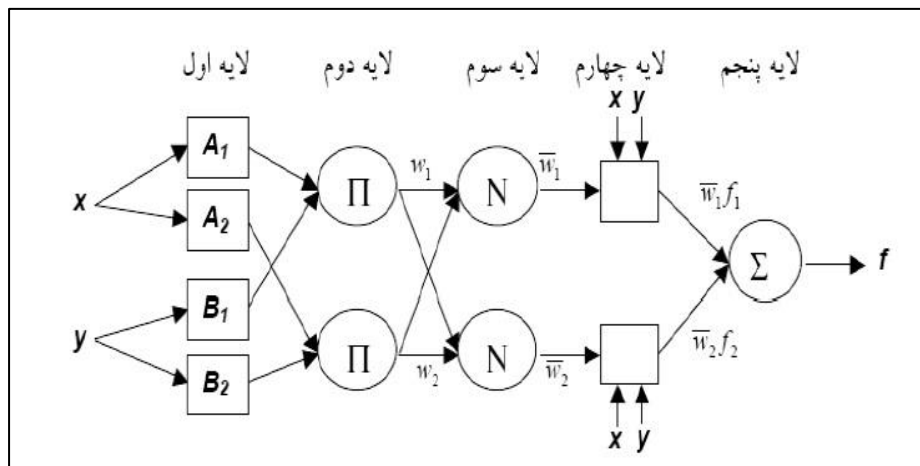 لایه اول لایه دوم لایه سوم لایه چهارم لایه پنجم
x y
A₁ w₁ w̅₁
Π N w̅₁f₁
x A₂
∑ f
B₁
y w̅₂f₂
Π w₂ N w̅₂
B₂
x y